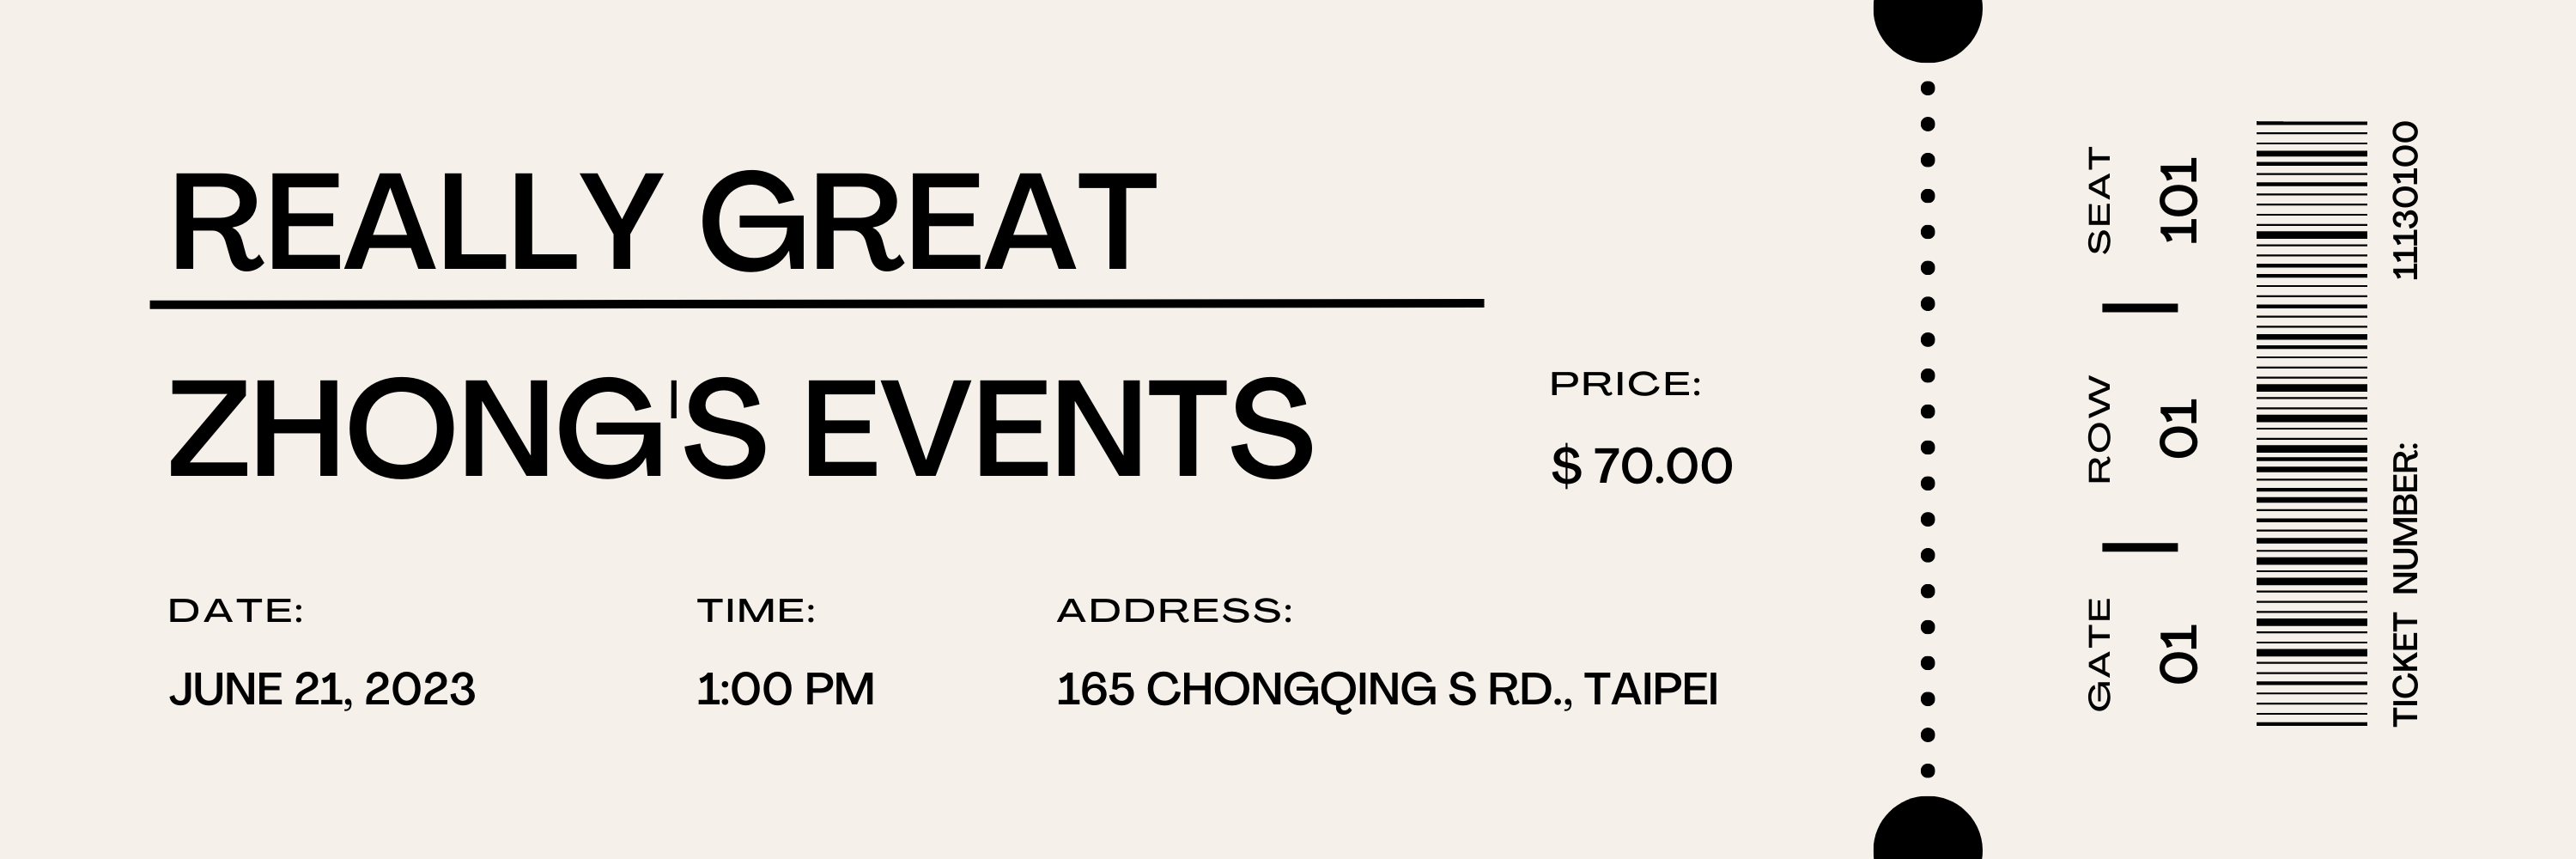 REALLY GREAT
ZHONG'S EVENTS
PRICE:
$ 70.00
DATE:
JUNE 21, 2023
TIME:
1:00 PM
ADDRESS:
165 CHONGQING S RD., TAIPEI
GATE | ROW | SEAT
01 01 101
TICKET NUMBER: 11130100